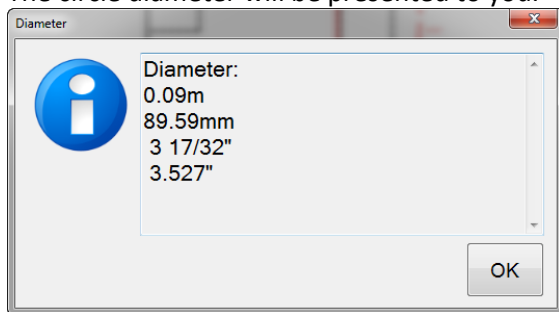 The circle diameter will be presented to you.
Diameter
Diameter:
0.09m
89.59mm
3 17/32"
3.527"
OK